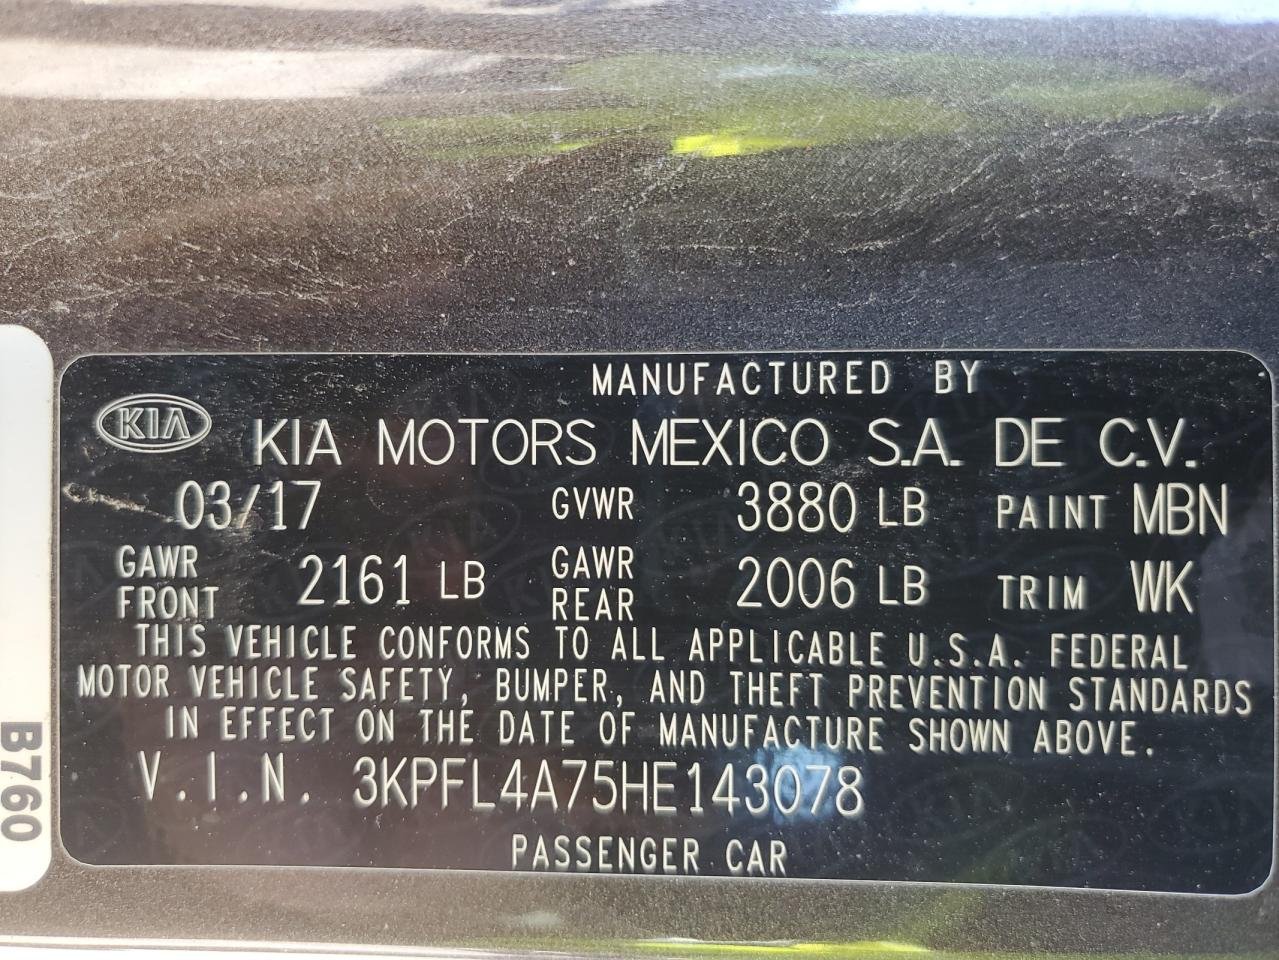 MANUFACTURED BY
KIA KIA MOTORS MEXICO S.A. DE C.V.
03/17 GVWR 3880 LB PAINT MBN
GAWR FRONT 2161 LB GAWR REAR 2006 LB TRIM WK
THIS VEHICLE CONFORMS TO ALL APPLICABLE U.S.A. FEDERAL
MOTOR VEHICLE SAFETY, BUMPER, AND THEFT PREVENTION STANDARDS
IN EFFECT ON THE DATE OF MANUFACTURE SHOWN ABOVE.
V.I.N. 3KPFL4A75HE143078
PASSENGER CAR
B760